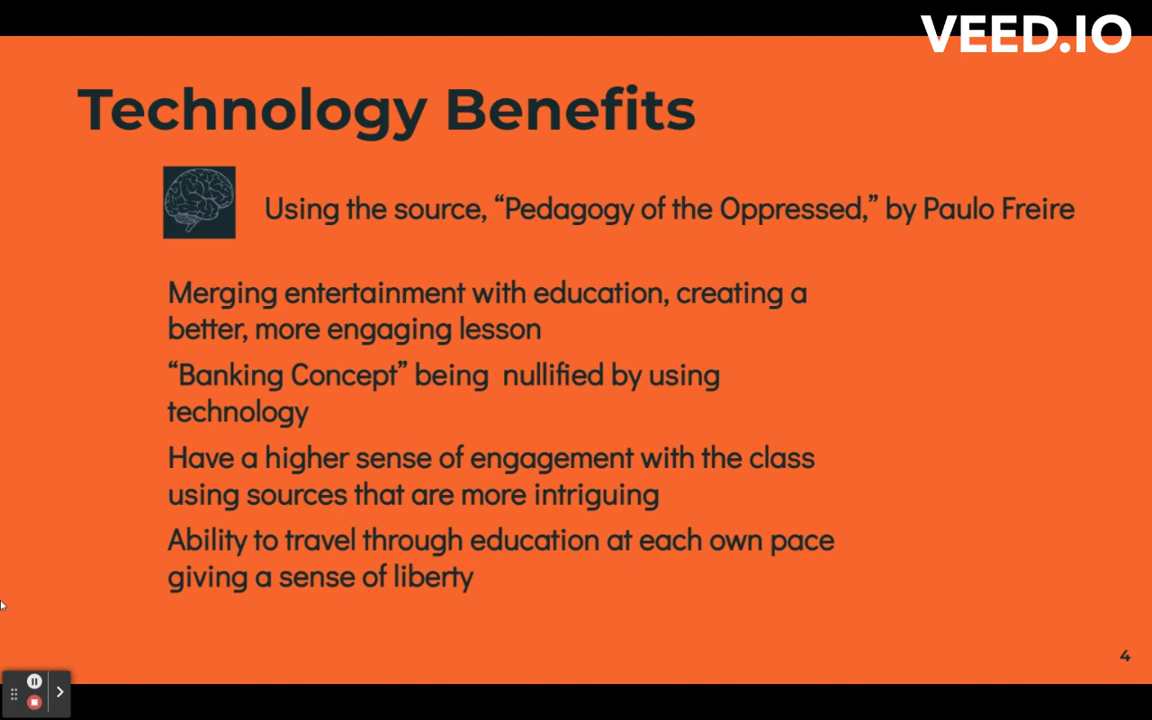 VEED.IO
Technology Benefits
Using the source, “Pedagogy of the Oppressed,” by Paulo Freire
Merging entertainment with education, creating a
better, more engaging lesson
“Banking Concept” being  nullified by using
technology
Have a higher sense of engagement with the class
using sources that are more intriguing
Ability to travel through education at each own pace
giving a sense of liberty
4